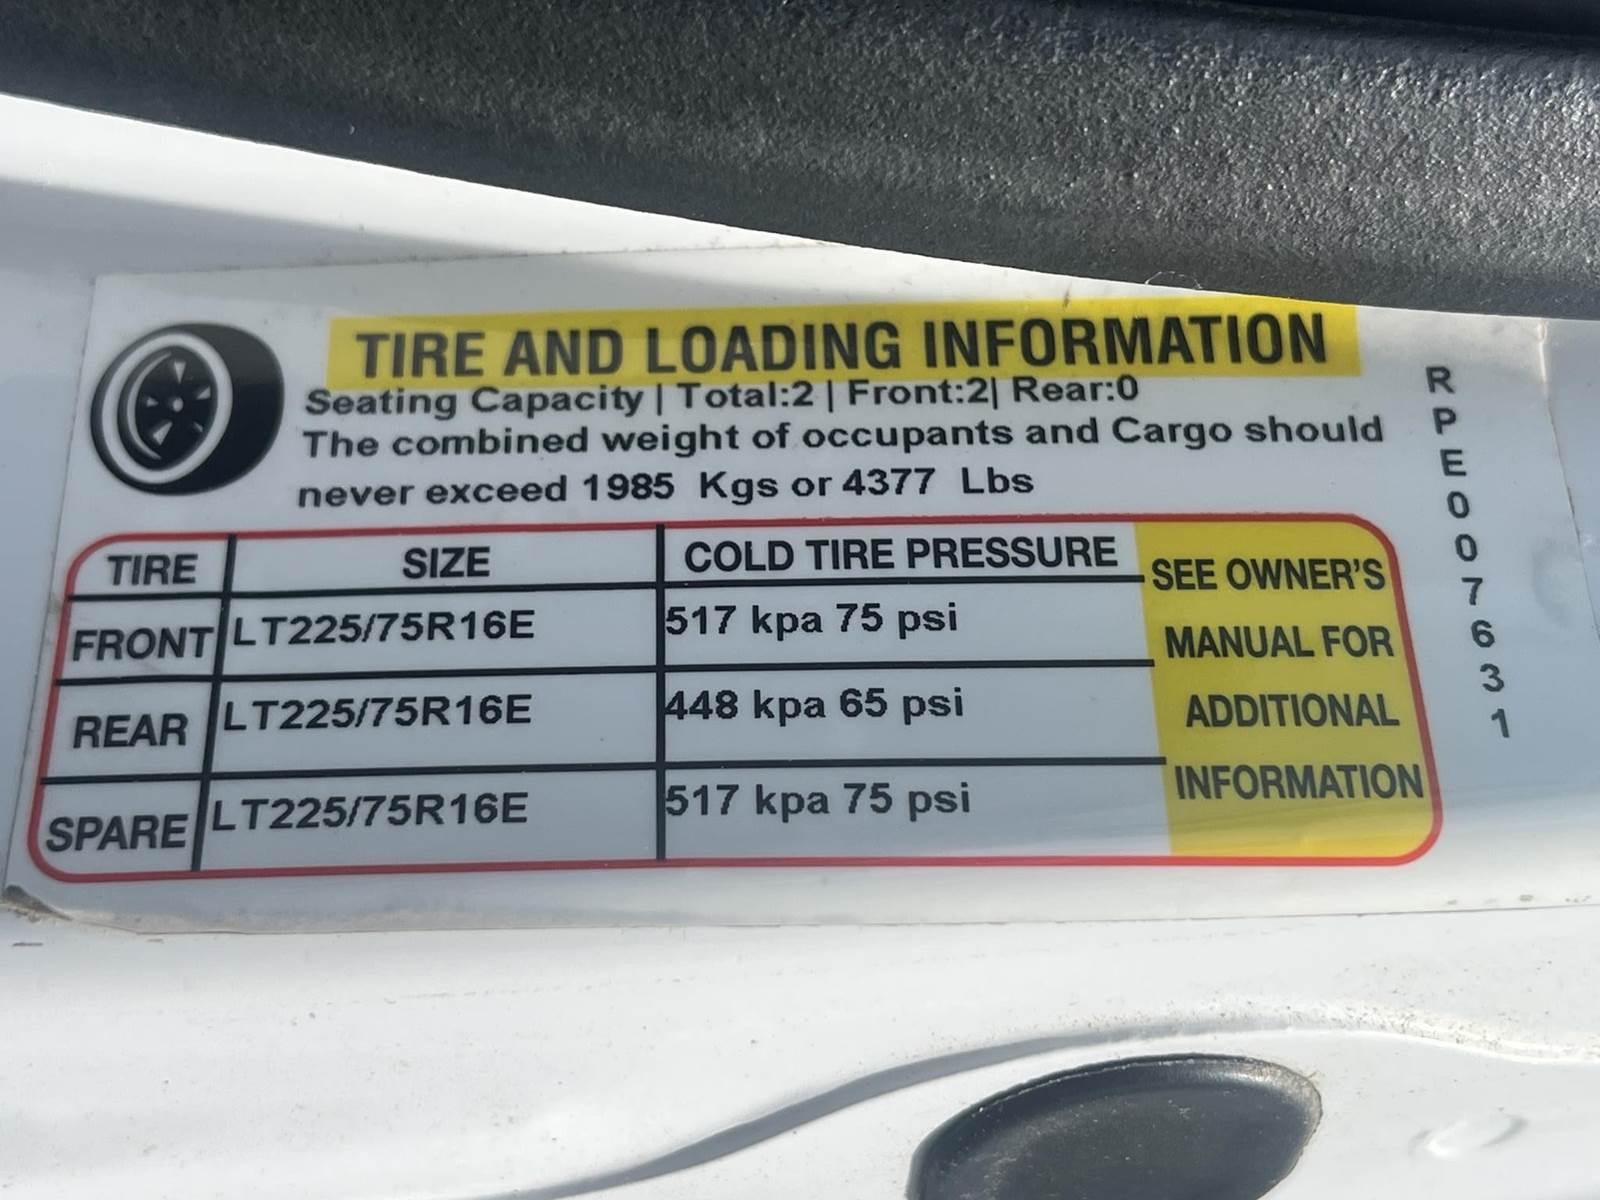 TIRE AND LOADING INFORMATION
Seating Capacity | Total:2 | Front:2| Rear:0
The combined weight of occupants and Cargo should
never exceed 1985 Kgs or 4377 Lbs
TIRE SIZE COLD TIRE PRESSURE
FRONT LT225/75R16E 517 kpa 75 psi
REAR LT225/75R16E 448 kpa 65 psi
SPARE LT225/75R16E 517 kpa 75 psi
SEE OWNER'S
MANUAL FOR
ADDITIONAL
INFORMATION
RPE007631